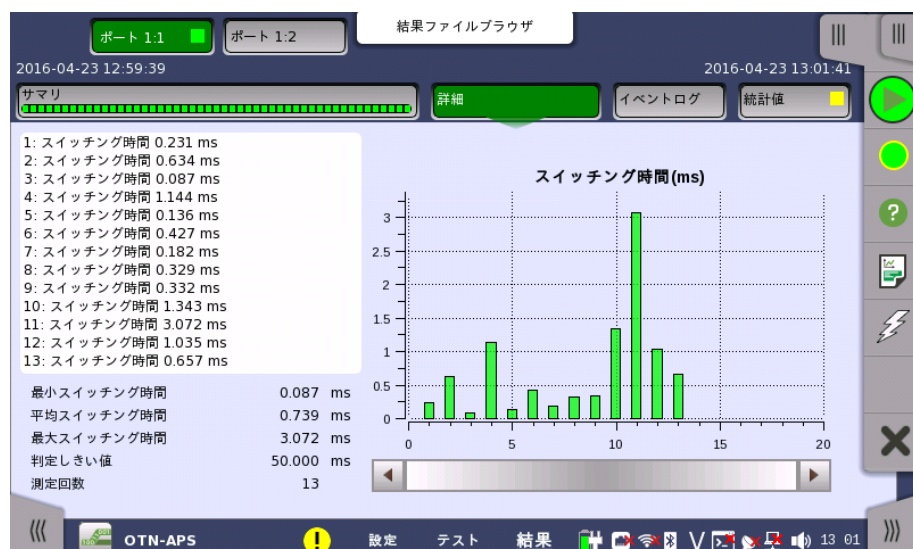 結果ファイルブラウザ
ポート 1:1
ポート 1:2
2016-04-23 12:59:39
2016-04-23 13:01:41
サマリ
詳細
イベントログ
統計値
1: スイッチング時間 0.231 ms
2: スイッチング時間 0.634 ms
3: スイッチング時間 0.087 ms
4: スイッチング時間 1.144 ms
5: スイッチング時間 0.136 ms
6: スイッチング時間 0.427 ms
7: スイッチング時間 0.182 ms
8: スイッチング時間 0.329 ms
9: スイッチング時間 0.332 ms
10: スイッチング時間 1.343 ms
11: スイッチング時間 3.072 ms
12: スイッチング時間 1.035 ms
13: スイッチング時間 0.657 ms
最小スイッチング時間 0.087 ms
平均スイッチング時間 0.739 ms
最大スイッチング時間 3.072 ms
判定しきい値 50.000 ms
測定回数 13
スイッチング時間(ms)
3
2.5
2
1.5
1
0.5
0
0 5 10 15 20
OTN-APS
設定 テスト 結果
13 01